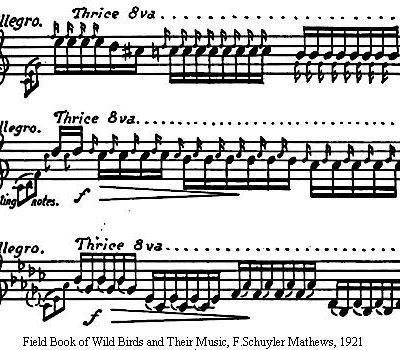 llegro. Thrice 8va
llegro. Thrice 8va
ting notes. f
llegro. Thrice 8va
f
Field Book of Wild Birds and Their Music, F.Schuyler Mathews, 1921